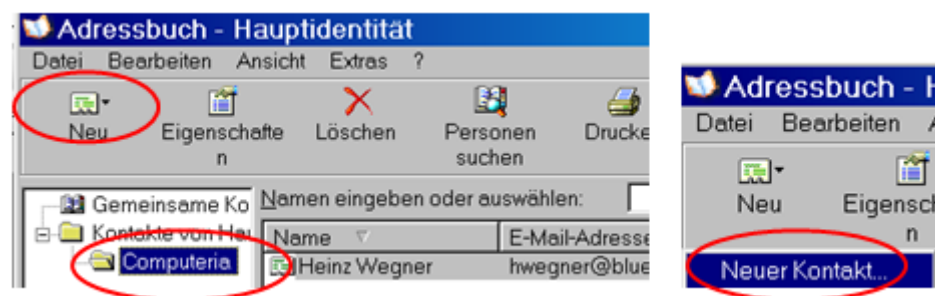 Adressbuch - Hauptidentität
Datei Bearbeiten Ansicht Extras ?
Neu Eigenschafte Löschen Personen Drucke
n suchen
Gemeinsame Ko Namen eingeben oder auswählen:
Kontakte von Hau Name E-Mail-Adresse
Computeria Heinz Wegner hwegner@blue
Adressbuch - H
Datei Bearbeiten A
Neu Eigensch
n
Neuer Kontakt...